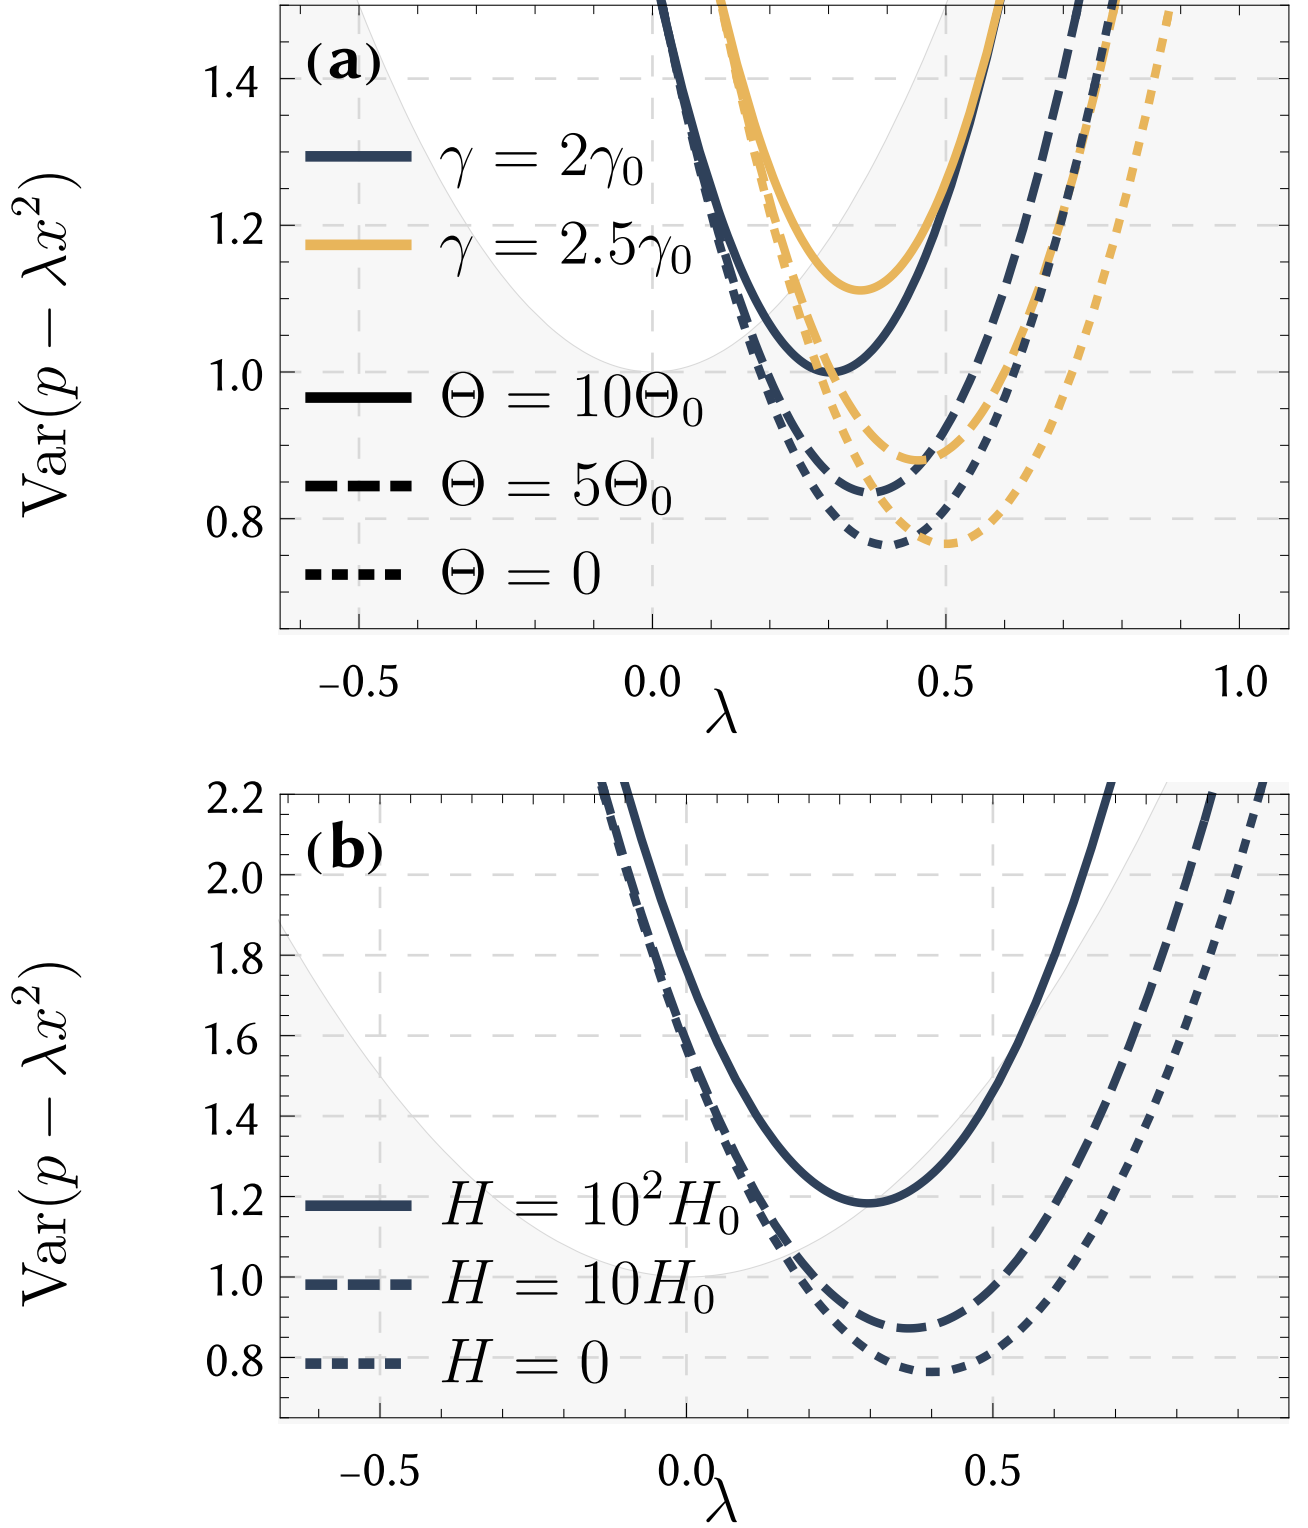 (a)
Var(p − λx²)
1.4
1.2
1.0
0.8
γ = 2γ₀
γ = 2.5γ₀
Θ = 10Θ₀
Θ = 5Θ₀
Θ = 0
−0.5 0.0 0.5 1.0
λ
(b)
Var(p − λx²)
2.2
2.0
1.8
1.6
1.4
1.2
1.0
0.8
H = 10²H₀
H = 10H₀
H = 0
−0.5 0.0 0.5
λ